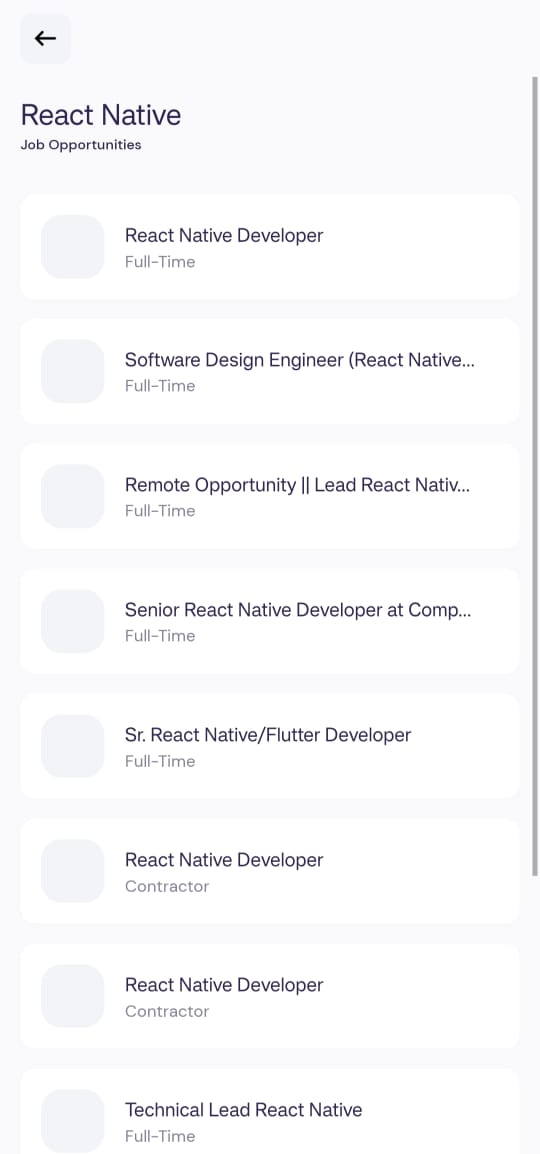 React Native
Job Opportunities
React Native Developer
Full-Time
Software Design Engineer (React Native...
Full-Time
Remote Opportunity || Lead React Nativ...
Full-Time
Senior React Native Developer at Comp...
Full-Time
Sr. React Native/Flutter Developer
Full-Time
React Native Developer
Contractor
React Native Developer
Contractor
Technical Lead React Native
Full-Time